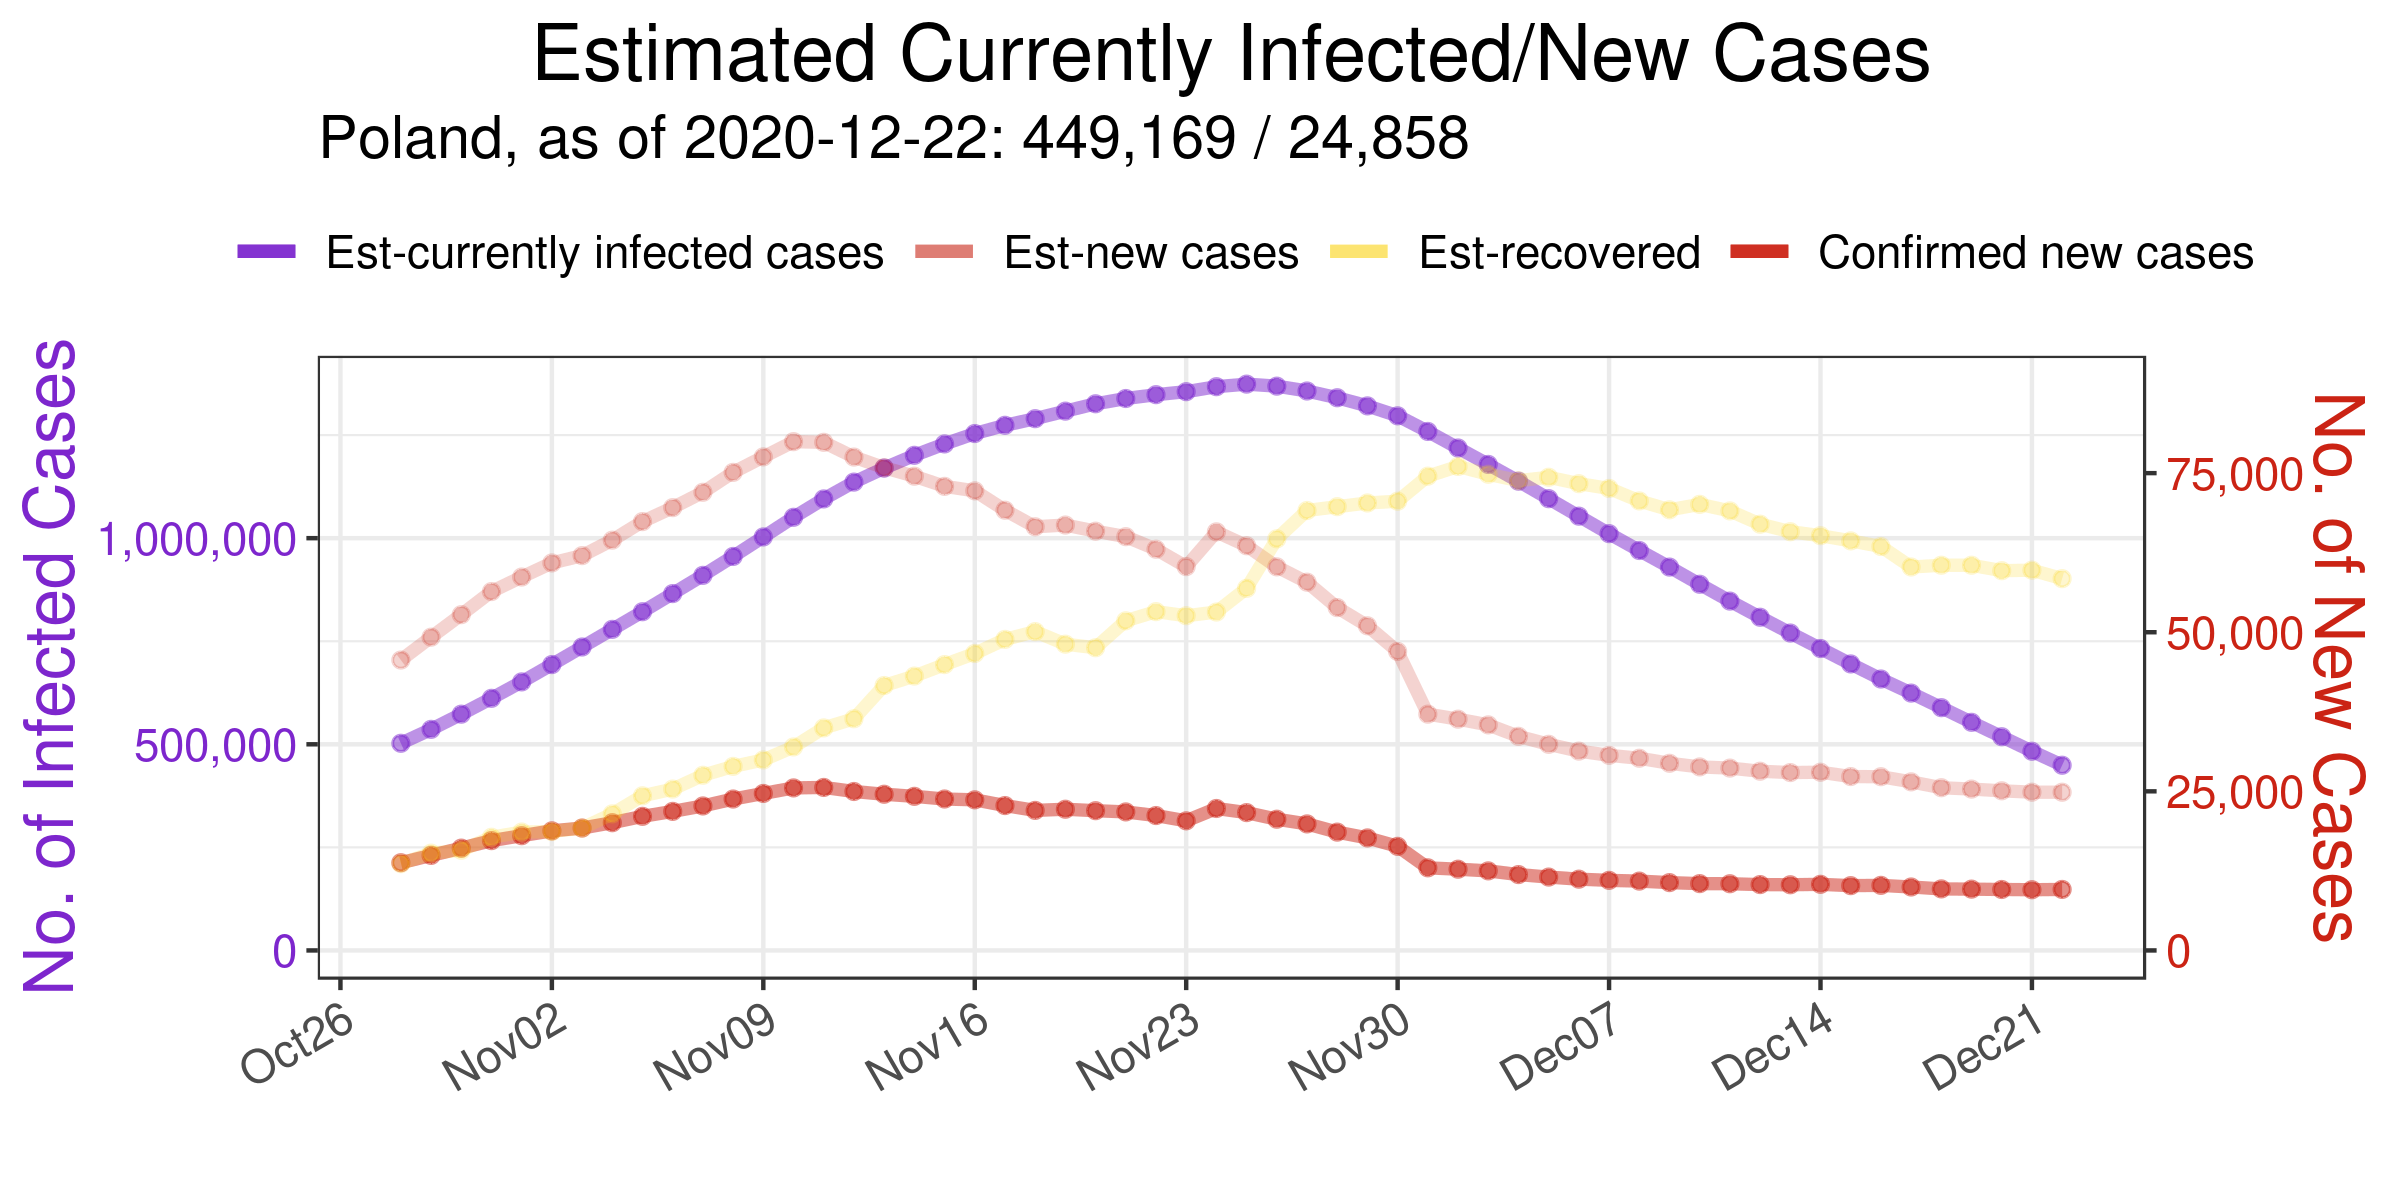 Estimated Currently Infected/New Cases
Poland, as of 2020-12-22: 449,169 / 24,858
Est-currently infected cases Est-new cases Est-recovered Confirmed new cases
No. of Infected Cases
1,000,000
500,000
0
75,000
50,000
25,000
0
No. of New Cases
Oct26 Nov02 Nov09 Nov16 Nov23 Nov30 Dec07 Dec14 Dec21